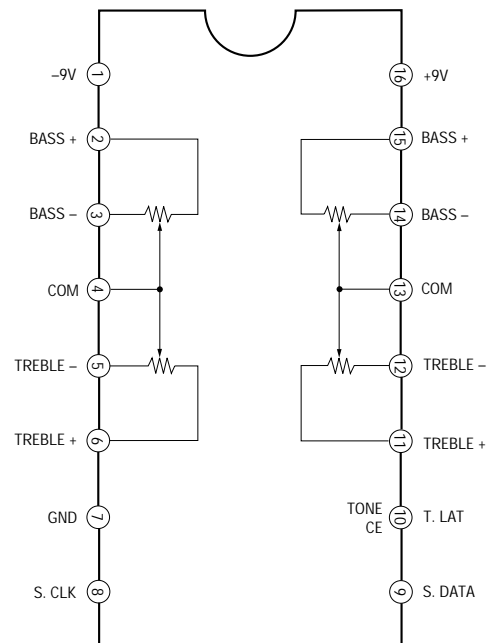 –9V 1 16 +9V
BASS + 2 15 BASS +
BASS – 3 14 BASS –
COM 4 13 COM
TREBLE – 5 12 TREBLE –
TREBLE + 6 11 TREBLE +
GND 7 TONE CE 10 T. LAT
S. CLK 8 9 S. DATA